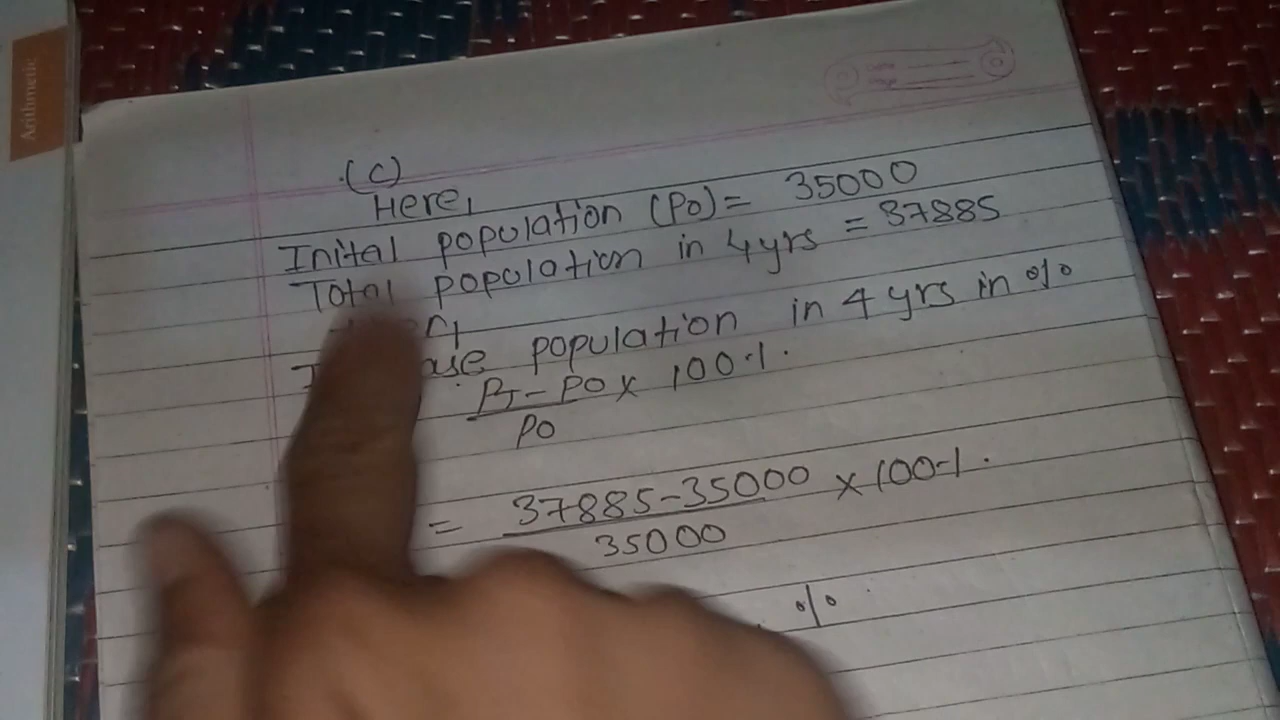 Arithmetic
(C)
Here,
Inital population (Po) = 35000
Total population in 4yrs = 37885
population in 4 yrs in %
PT - Po × 100%.
Po
= 37885-35000 × 100%.
35000
%